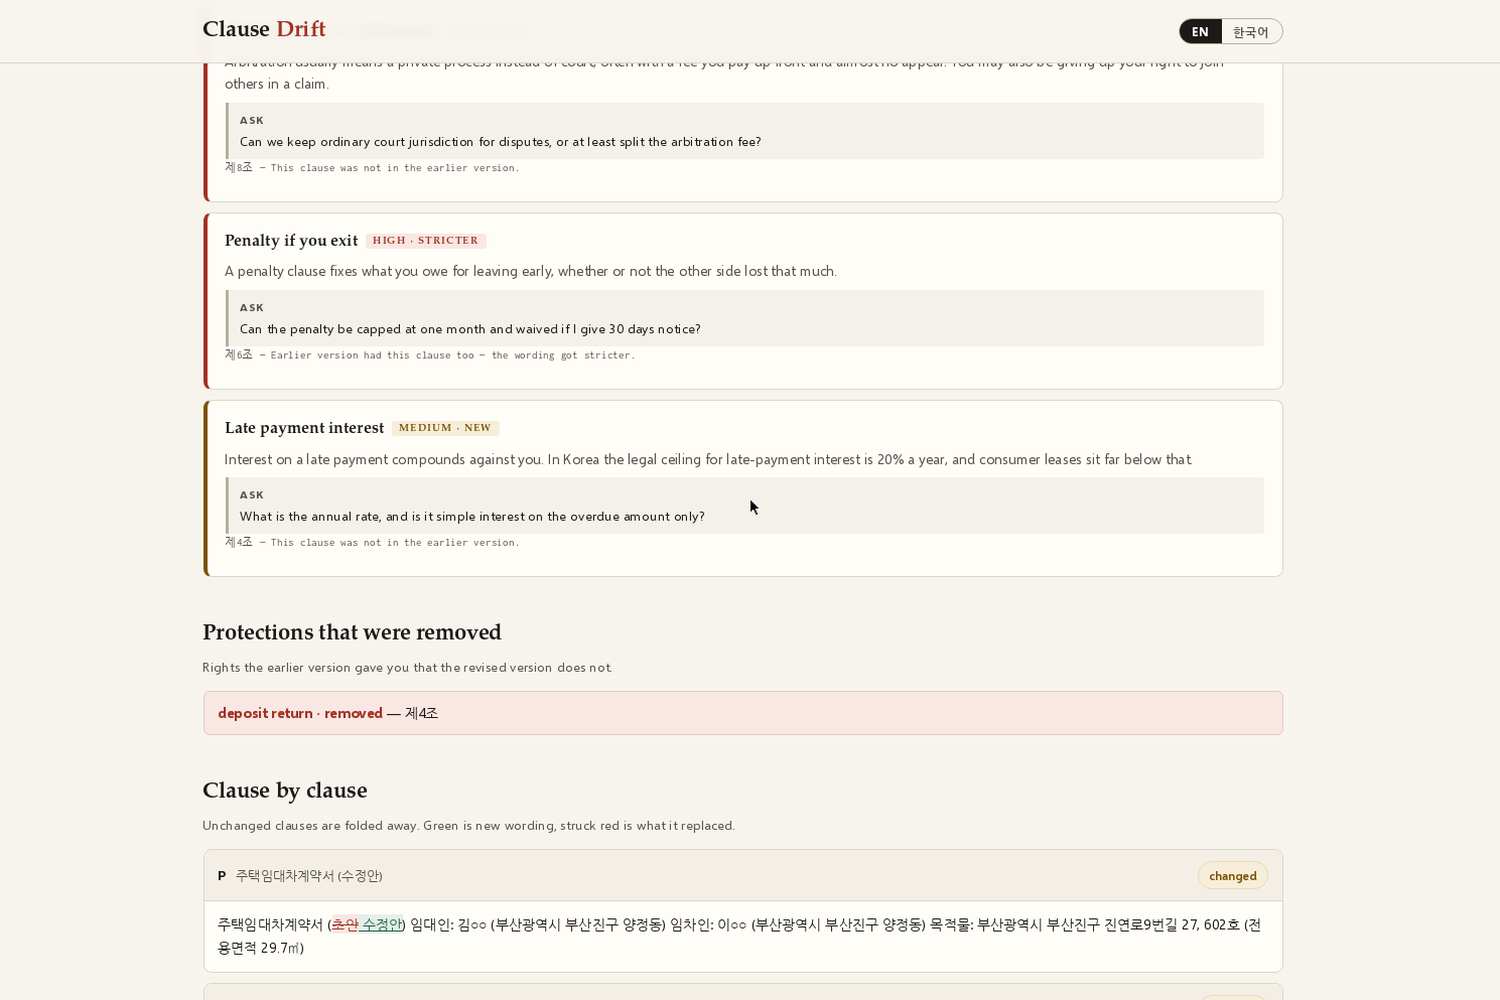 Clause Drift
EN
한국어
Arbitration usually means a private process instead of court, often with a fee you pay up front and almost no appeal. You may also be giving up your right to join
others in a claim.
ASK
Can we keep ordinary court jurisdiction for disputes, or at least split the arbitration fee?
제8조 — This clause was not in the earlier version.
Penalty if you exit HIGH · STRICTER
A penalty clause fixes what you owe for leaving early, whether or not the other side lost that much.
ASK
Can the penalty be capped at one month and waived if I give 30 days notice?
제6조 — Earlier version had this clause too — the wording got stricter.
Late payment interest MEDIUM · NEW
Interest on a late payment compounds against you. In Korea the legal ceiling for late-payment interest is 20% a year, and consumer leases sit far below that.
ASK
What is the annual rate, and is it simple interest on the overdue amount only?
제4조 — This clause was not in the earlier version.
Protections that were removed
Rights the earlier version gave you that the revised version does not.
deposit return · removed — 제4조
Clause by clause
Unchanged clauses are folded away. Green is new wording, struck red is what it replaced.
P 주택임대차계약서 (수정안)
changed
주택임대차계약서 (초안 수정안) 임대인: 김○○ (부산광역시 부산진구 양정동) 임차인: 이○○ (부산광역시 부산진구 양정동) 목적물: 부산광역시 부산진구 진연로9번길 27, 602호 (전
용면적 29.7㎡)